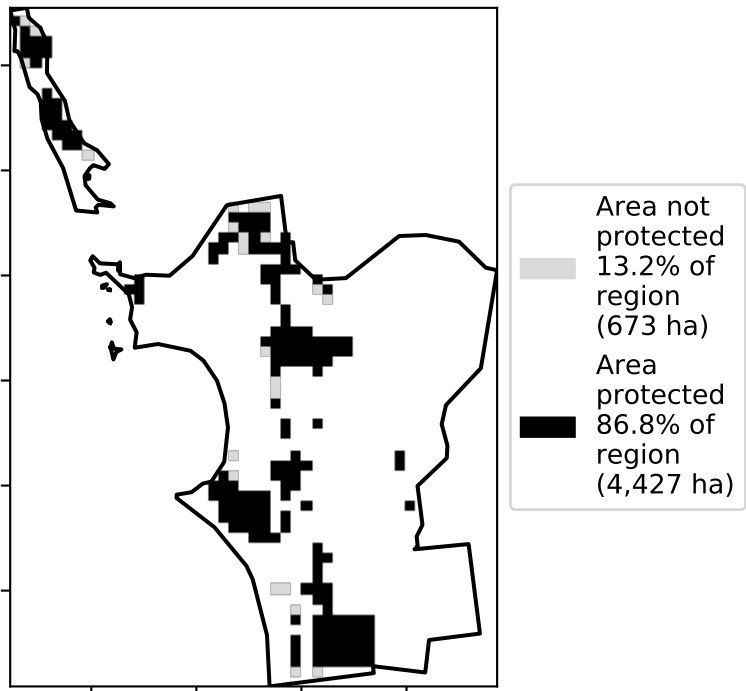 Area not
protected
13.2% of
region
(673 ha)
Area
protected
86.8% of
region
(4,427 ha)